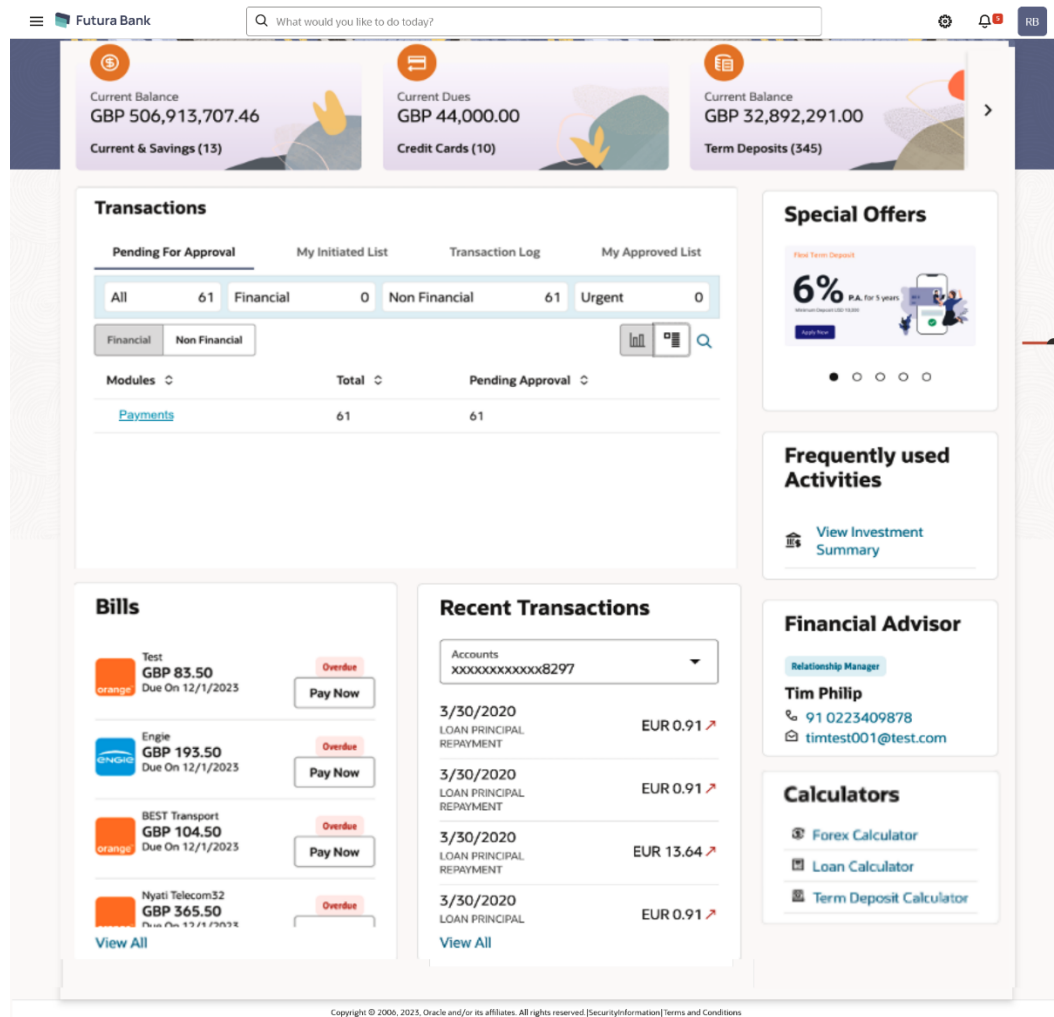 Futura Bank
What would you like to do today?
5
RB
Current Balance
GBP 506,913,707.46
Current & Savings (13)
Current Dues
GBP 44,000.00
Credit Cards (10)
Current Balance
GBP 32,892,291.00
Term Deposits (345)
Transactions
Pending For Approval
My Initiated List
Transaction Log
My Approved List
All 61
Financial 0
Non Financial 61
Urgent 0
Financial
Non Financial
Modules Total Pending Approval
Payments 61 61
Special Offers
Flexi Term Deposit
6% P.A. for 5 years
Minimum Deposit USD 10,000
Apply Now
Frequently used
Activities
View Investment
Summary
Bills
Test
GBP 83.50
Due On 12/1/2023
orange
Overdue
Pay Now
Engie
GBP 193.50
Due On 12/1/2023
ENGIE
Overdue
Pay Now
BEST Transport
GBP 104.50
Due On 12/1/2023
orange
Overdue
Pay Now
Nyati Telecom32
GBP 365.50
Due On 12/1/2023
Overdue
View All
Recent Transactions
Accounts
xxxxxxxxxxxx8297
3/30/2020
LOAN PRINCIPAL
REPAYMENT
EUR 0.91
3/30/2020
LOAN PRINCIPAL
REPAYMENT
EUR 0.91
3/30/2020
LOAN PRINCIPAL
REPAYMENT
EUR 13.64
3/30/2020
LOAN PRINCIPAL
EUR 0.91
View All
Financial Advisor
Relationship Manager
Tim Philip
91 0223409878
timtest001@test.com
Calculators
Forex Calculator
Loan Calculator
Term Deposit Calculator
Copyright © 2006, 2023, Oracle and/or its affiliates. All rights reserved.|SecurityInformation|Terms and Conditions